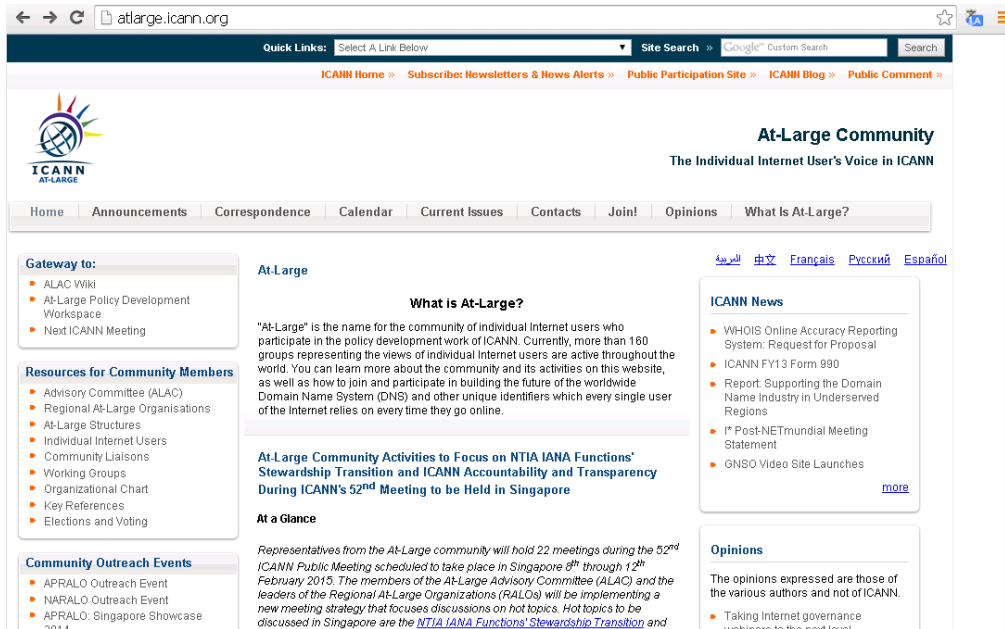 atlarge.icann.org
Quick Links:
Select A Link Below
Site Search »
Google™ Custom Search
Search
ICANN Home » Subscribe: Newsletters & News Alerts » Public Participation Site » ICANN Blog » Public Comment »
ICANN
AT-LARGE
At-Large Community
The Individual Internet User's Voice in ICANN
Home
Announcements
Correspondence
Calendar
Current Issues
Contacts
Join!
Opinions
What Is At-Large?
العربية 中文 Français Русский Español
Gateway to:
ALAC Wiki
At-Large Policy Development
Workspace
Next ICANN Meeting
Resources for Community Members
Advisory Committee (ALAC)
Regional At-Large Organisations
At-Large Structures
Individual Internet Users
Community Liaisons
Working Groups
Organizational Chart
Key References
Elections and Voting
Community Outreach Events
APRALO Outreach Event
NARALO Outreach Event
APRALO: Singapore Showcase
2014
At-Large
What is At-Large?
"At-Large" is the name for the community of individual Internet users who
participate in the policy development work of ICANN. Currently, more than 160
groups representing the views of individual Internet users are active throughout the
world. You can learn more about the community and its activities on this website,
as well as how to join and participate in building the future of the worldwide
Domain Name System (DNS) and other unique identifiers which every single user
of the Internet relies on every time they go online.
At-Large Community Activities to Focus on NTIA IANA Functions'
Stewardship Transition and ICANN Accountability and Transparency
During ICANN's 52nd Meeting to be Held in Singapore
At a Glance
Representatives from the At-Large community will hold 22 meetings during the 52nd
ICANN Public Meeting scheduled to take place in Singapore 8th through 12th
February 2015. The members of the At-Large Advisory Committee (ALAC) and the
leaders of the Regional At-Large Organizations (RALOs) will be implementing a
new meeting strategy that focuses discussions on hot topics. Hot topics to be
discussed in Singapore are the NTIA IANA Functions' Stewardship Transition and
ICANN News
WHOIS Online Accuracy Reporting
System: Request for Proposal
ICANN FY13 Form 990
Report: Supporting the Domain
Name Industry in Underserved
Regions
I* Post-NETmundial Meeting
Statement
GNSO Video Site Launches
more
Opinions
The opinions expressed are those of
the various authors and not of ICANN.
Taking Internet governance
webinars to the next level